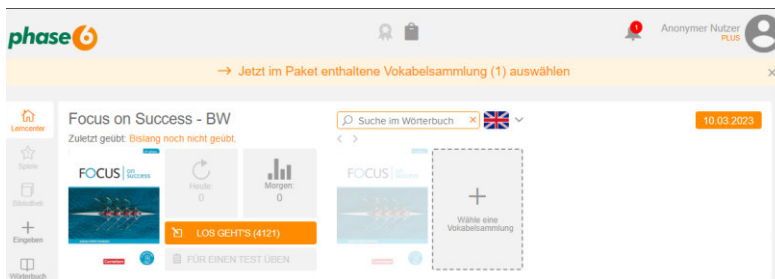 phase6
1
Anonymer Nutzer
PLUS
→ Jetzt im Paket enthaltene Vokabelsammlung (1) auswählen ×
Lerncenter
Spiele
Bibliothek
Eingeben
Wörterbuch
Focus on Success - BW
Zuletzt geübt: Bislang noch nicht geübt.
FOCUS on success
Heute:
0
Morgen:
0
LOS GEHT'S (4121)
FÜR EINEN TEST ÜBEN
Suche im Wörterbuch ×
< >
10.03.2023
FOCUS on success
+
Wähle eine
Vokabelsammlung